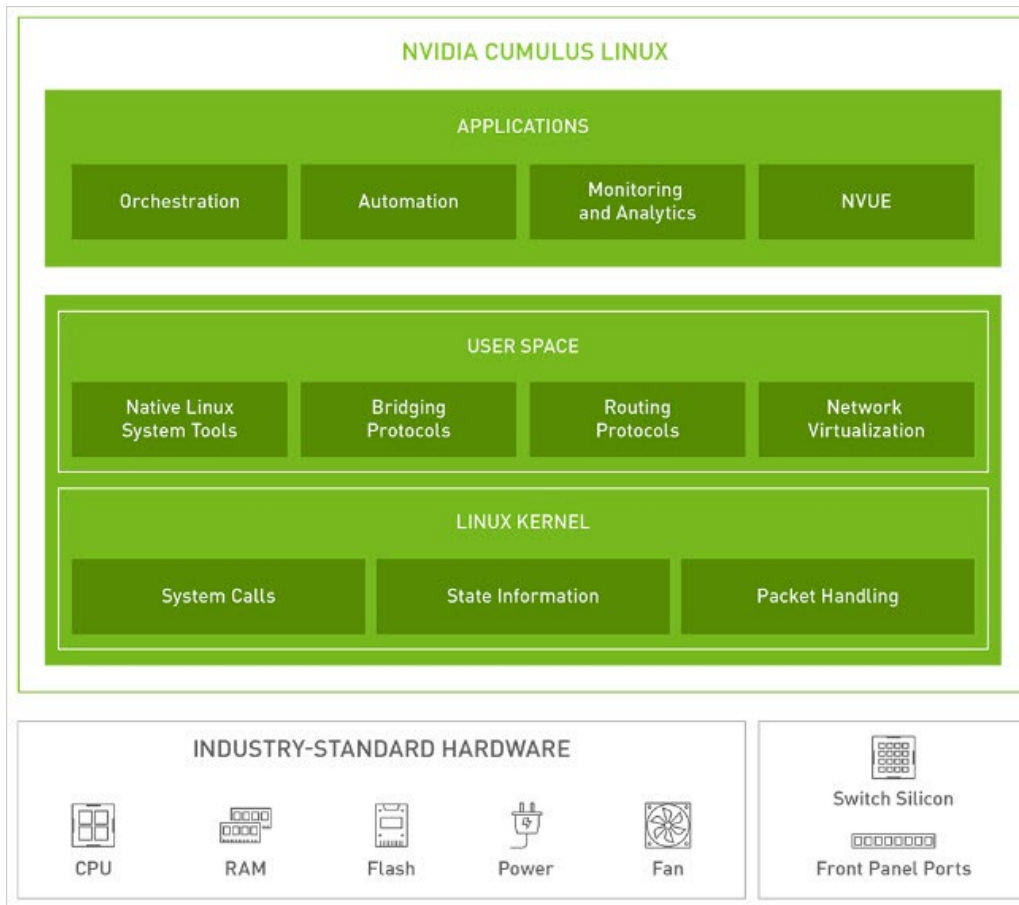 NVIDIA CUMULUS LINUX
APPLICATIONS
Orchestration
Automation
Monitoring
and Analytics
NVUE
USER SPACE
Native Linux
System Tools
Bridging
Protocols
Routing
Protocols
Network
Virtualization
LINUX KERNEL
System Calls
State Information
Packet Handling
INDUSTRY-STANDARD HARDWARE
CPU
RAM
Flash
Power
Fan
Switch Silicon
Front Panel Ports